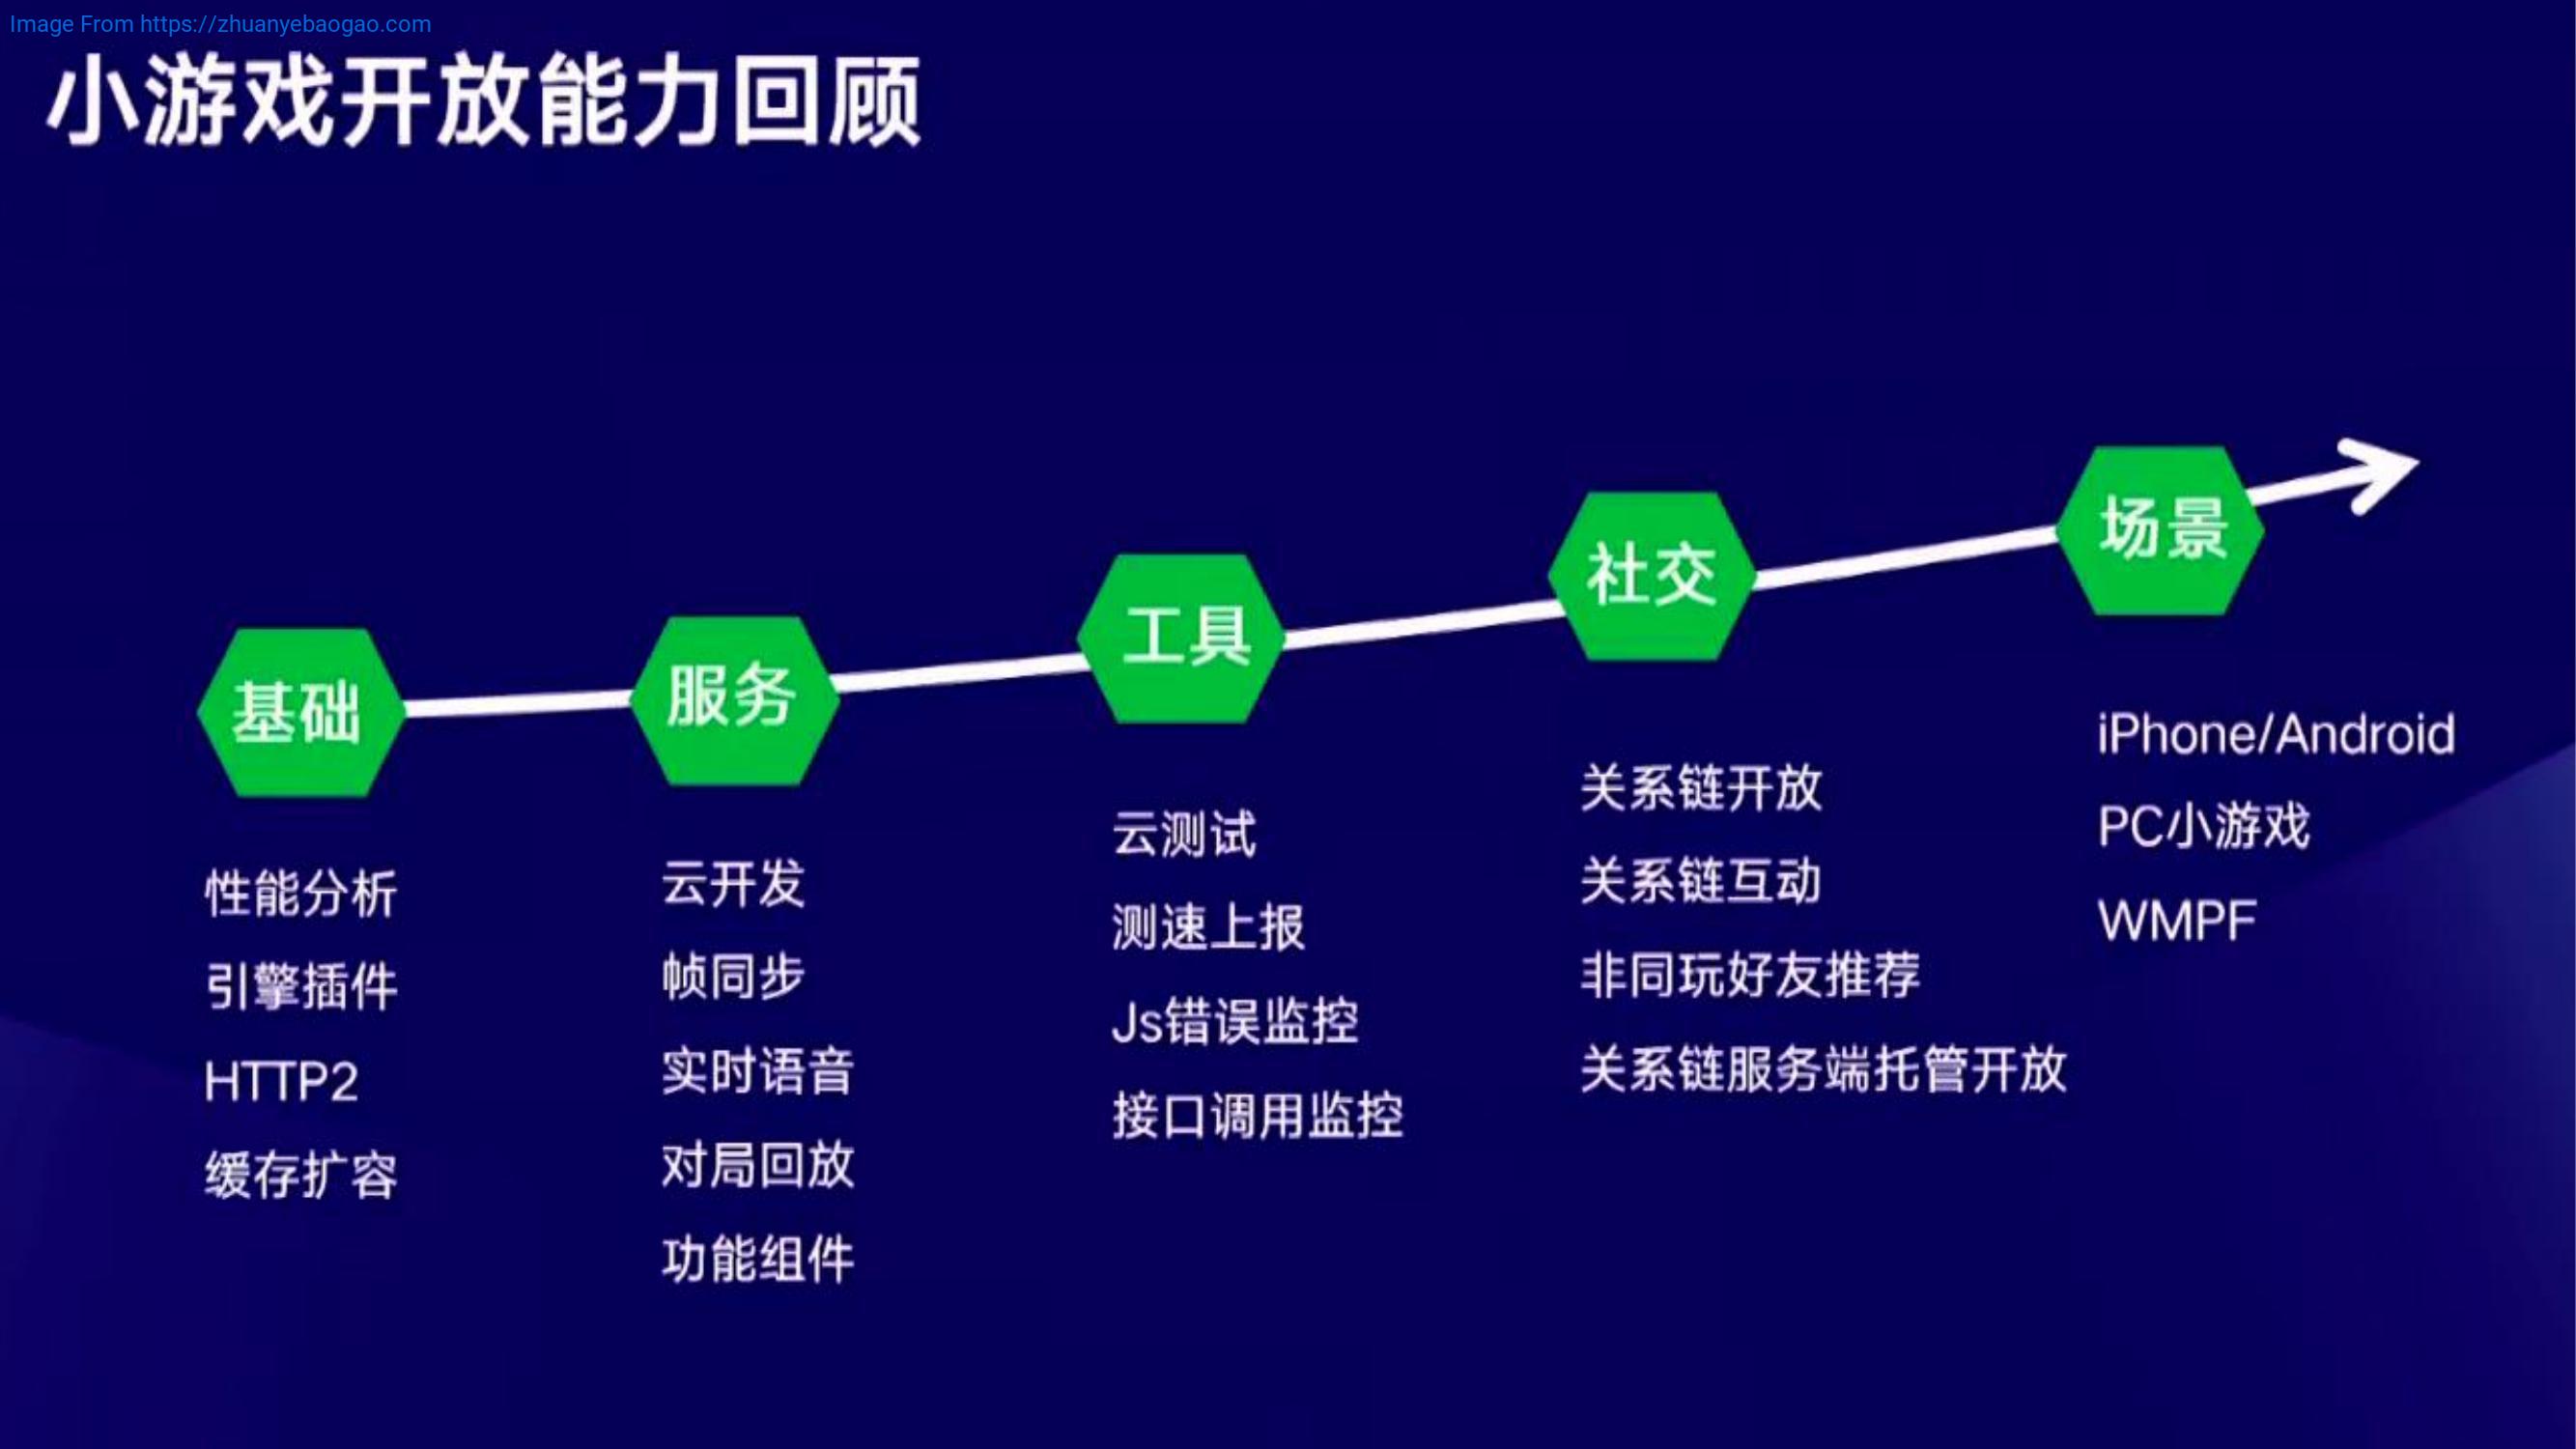 Image From https://zhuanyebaogao.com
小游戏开放能力回顾
基础
性能分析
引擎插件
HTTP2
缓存扩容
服务
云开发
帧同步
实时语音
对局回放
功能组件
工具
云测试
测速上报
Js错误监控
接口调用监控
社交
关系链开放
关系链互动
非同玩好友推荐
关系链服务端托管开放
场景
iPhone/Android
PC小游戏
WMPF